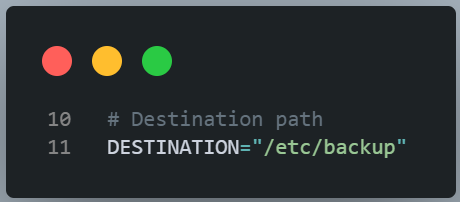 10 # Destination path
11 DESTINATION="/etc/backup"